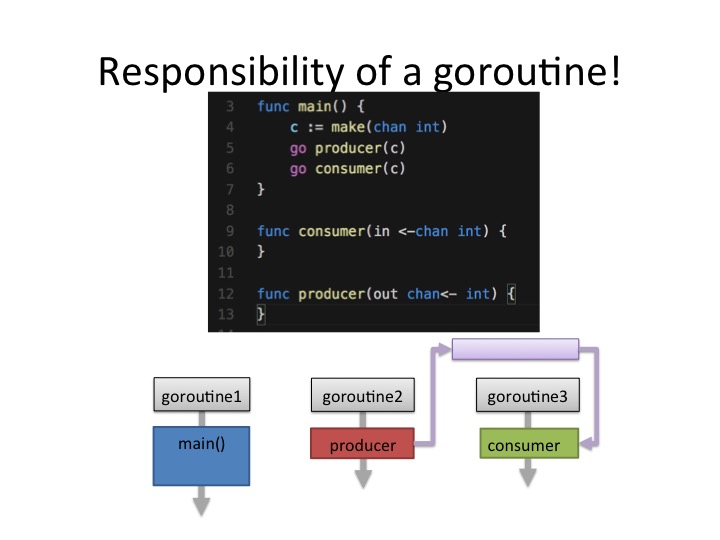 Responsibility of a goroutine!
3 func main() {
4 c := make(chan int)
5 go producer(c)
6 go consumer(c)
7 }
8
9 func consumer(in <-chan int) {
10 }
11
12 func producer(out chan<- int) {
13 }
goroutine1 goroutine2 goroutine3
main() producer consumer